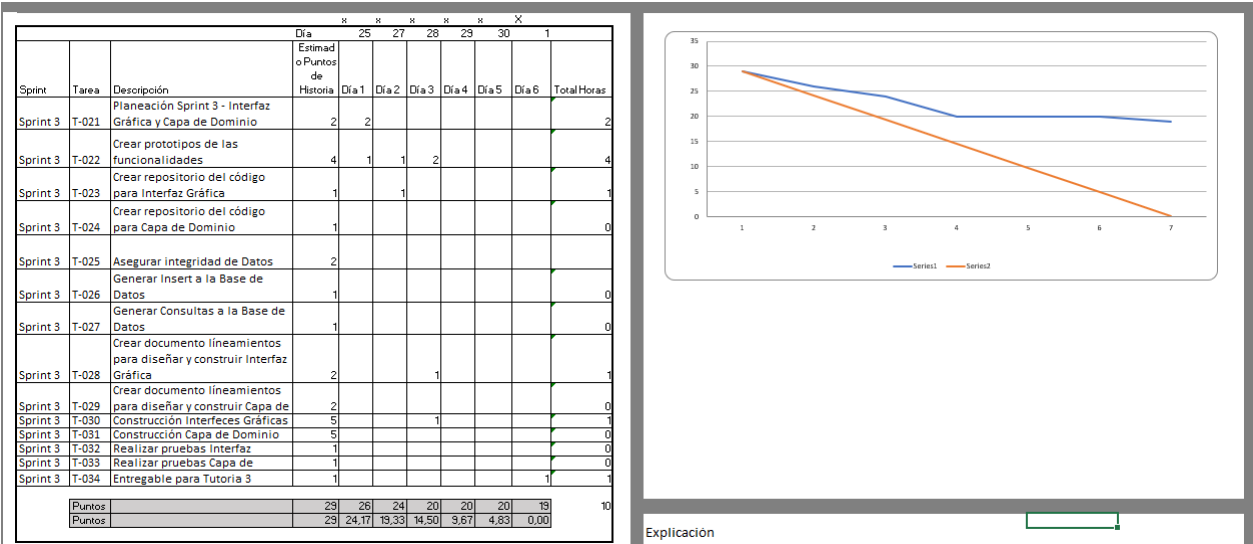 x x x x x X
Día 25 27 28 29 30 1
Estimad
o Puntos
de
Sprint Tarea Descripción Historia Día 1 Día 2 Día 3 Día 4 Día 5 Día 6 Total Horas
Planeación Sprint 3 - Interfaz
Sprint 3 T-021 Gráfica y Capa de Dominio 2 2 2
Crear prototipos de las
Sprint 3 T-022 funcionalidades 4 1 1 2 4
Crear repositorio del código
Sprint 3 T-023 para Interfaz Gráfica 1 1 1
Crear repositorio del código
Sprint 3 T-024 para Capa de Dominio 1 0
Sprint 3 T-025 Asegurar integridad de Datos 2
Generar Insert a la Base de
Sprint 3 T-026 Datos 1 0
Generar Consultas a la Base de
Sprint 3 T-027 Datos 1 0
Crear documento líneamientos
para diseñar y construir Interfaz
Sprint 3 T-028 Gráfica 2 1 1
Crear documento líneamientos
Sprint 3 T-029 para diseñar y construir Capa de 2 0
Sprint 3 T-030 Construcción Interfeces Gráficas 5 1 1
Sprint 3 T-031 Construcción Capa de Dominio 5 0
Sprint 3 T-032 Realizar pruebas Interfaz 1 0
Sprint 3 T-033 Realizar pruebas Capa de 1 0
Sprint 3 T-034 Entregable para Tutoria 3 1 1 1
Puntos 29 26 24 20 20 20 19 10
Puntos 29 24,17 19,33 14,50 9,67 4,83 0,00
35
30
25
20
15
10
5
0
1 2 3 4 5 6 7
Series1 Series2
Explicación